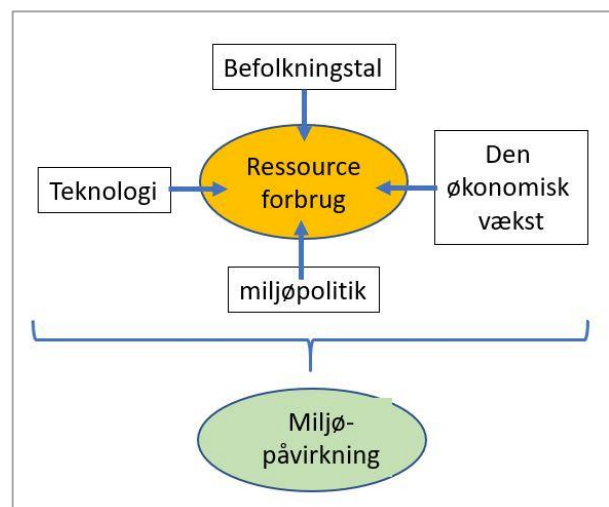 Befolkningstal
Ressource
forbrug
Teknologi
Den
økonomisk
vækst
miljøpolitik
Miljø-
påvirkning